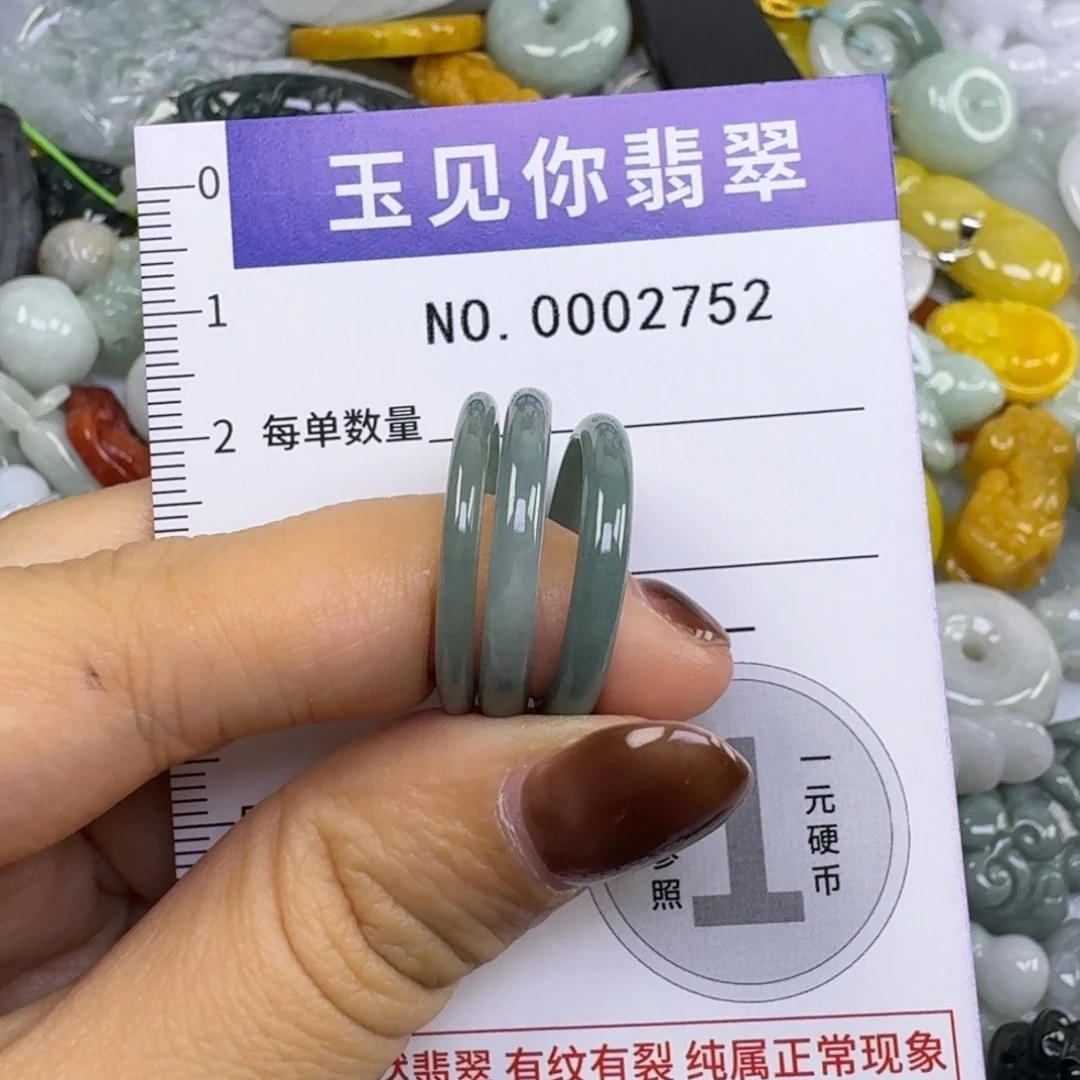 玉见你翡翠
NO. 0002752
0
1
2
每单数量
1
一元硬币
照
翡翠 有纹有裂 纯属正常现象